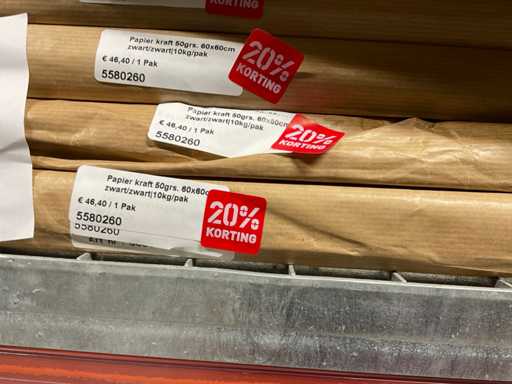 KORTING
Papier kraft 50grs. 60x60cm
zwart/zwart|10kg/pak
€ 46,40 / 1 Pak
5580260
20%
KORTING
Papier kraft 50grs. 60x60cm
zwart/zwart|10kg/pak
€ 46,40 / 1 Pak
5580260
20%
KORTING
Papier kraft 50grs. 60x60c
zwart/zwart|10kg/pak
€ 46,40 / 1 Pak
5580260
5580260
20%
KORTING